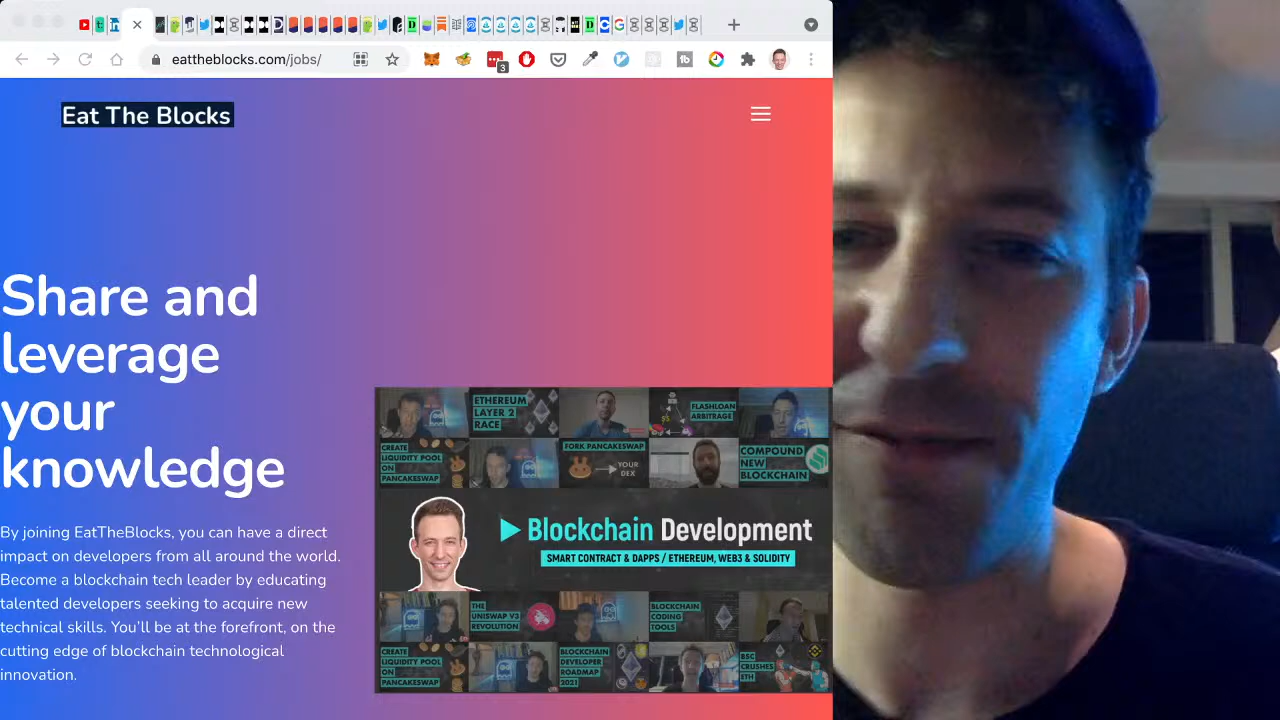 3
eattheblocks.com/jobs/
Eat The Blocks
Share and
leverage
your
knowledge
By joining EatTheBlocks, you can have a direct
impact on developers from all around the world.
Become a blockchain tech leader by educating
talented developers seeking to acquire new
technical skills. You'll be at the forefront, on the
cutting edge of blockchain technological
innovation.
ETHEREUM
LAYER 2
RACE
FLASHLOAN
ARBITRAGE
CREATE
LIQUIDITY POOL
ON
PANCAKESWAP
FORK PANCAKESWAP
YOUR
DEX
COMPOUND
NEW
BLOCKCHAIN
Blockchain Development
SMART CONTRACT & DAPPS / ETHEREUM, WEB3 & SOLIDITY
THE
UNISWAP V3
REVOLUTION
BLOCKCHAIN
CODING
TOOLS
CREATE
LIQUIDITY POOL
ON
PANCAKESWAP
BLOCKCHAIN
DEVELOPER
ROADMAP
2021
BSC
CRUSHES
ETH